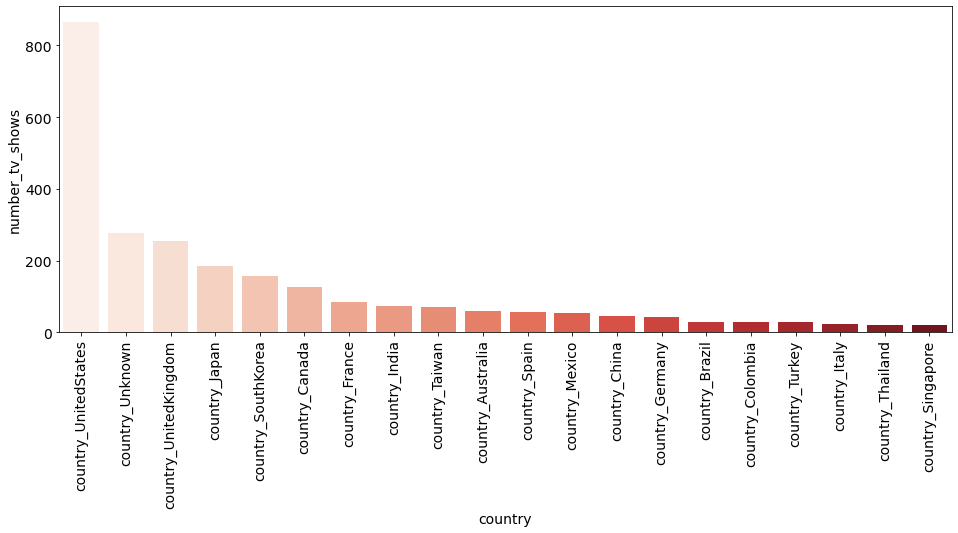 number_tv_shows
800
600
400
200
0
country_UnitedStates
country_Unknown
country_UnitedKingdom
country_Japan
country_SouthKorea
country_Canada
country_France
country_India
country_Taiwan
country_Australia
country_Spain
country_Mexico
country_China
country_Germany
country_Brazil
country_Colombia
country_Turkey
country_Italy
country_Thailand
country_Singapore
country